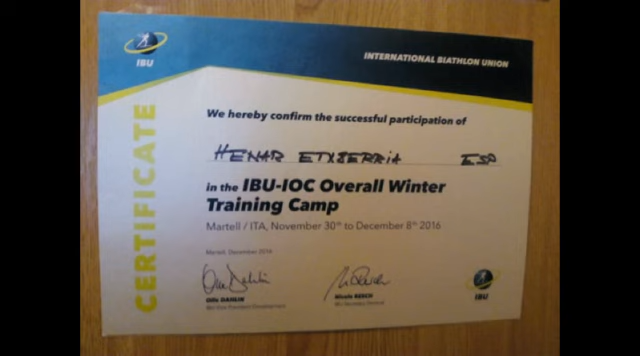 IBU
INTERNATIONAL BIATHLON UNION
CERTIFICATE
We hereby confirm the successful participation of
HENAR ETXBERRIA ESP
in the IBU-IOC Overall Winter
Training Camp
Martell / ITA, November 30th to December 8th 2016
Martell, December 2016
Olle DAHLIN
Nicole RESCH
IBU